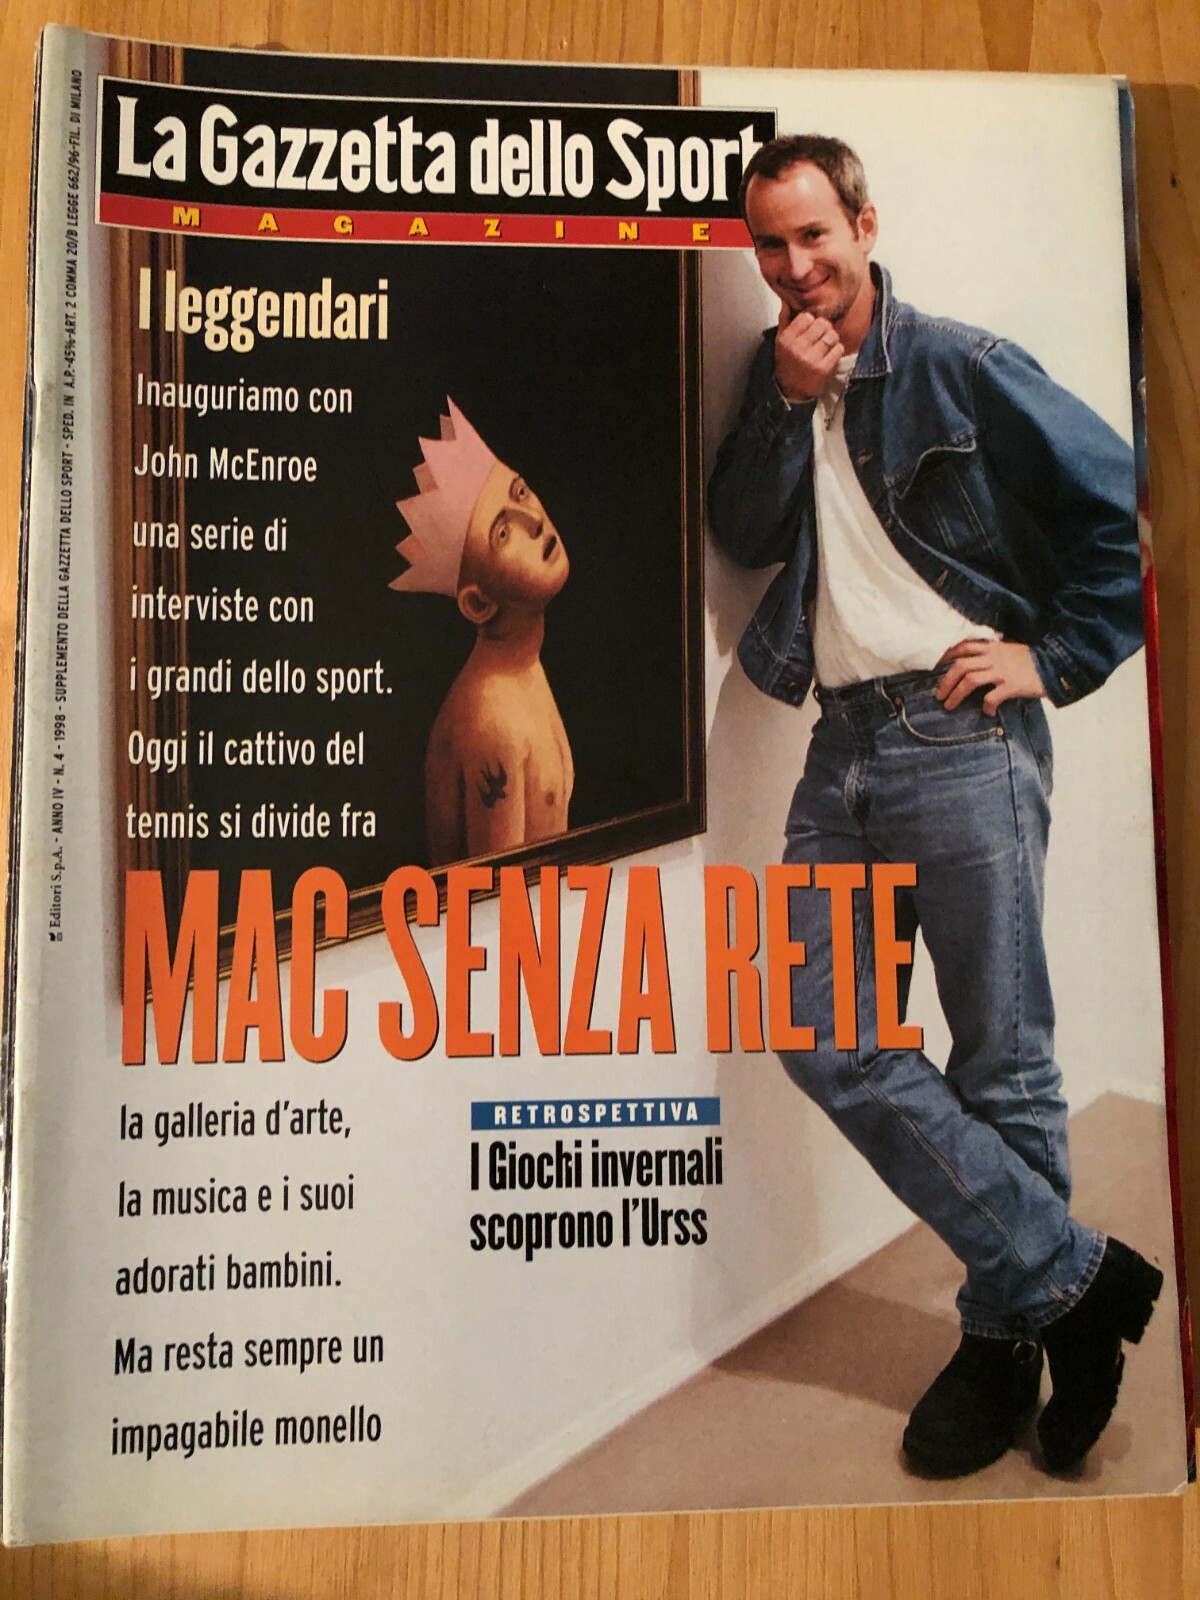 La Gazzetta dello Sport
MAGAZINE
I leggendari
Inauguriamo con
John McEnroe
una serie di
interviste con
i grandi dello sport.
Oggi il cattivo del
tennis si divide fra
MAC SENZA RETE
la galleria d'arte,
la musica e i suoi
adorati bambini.
Ma resta sempre un
impagabile monello
RETROSPETTIVA
I Giochi invernali
scoprono l'Urss
Editori S.p.A. - ANNO IV - N. 4 - 1998 - SUPPLEMENTO DELLA GAZZETTA DELLO SPORT - SPED. IN A.P.-45%-ART. 2 COMMA 20/B LEGGE 662/96-FIL. DI MILANO